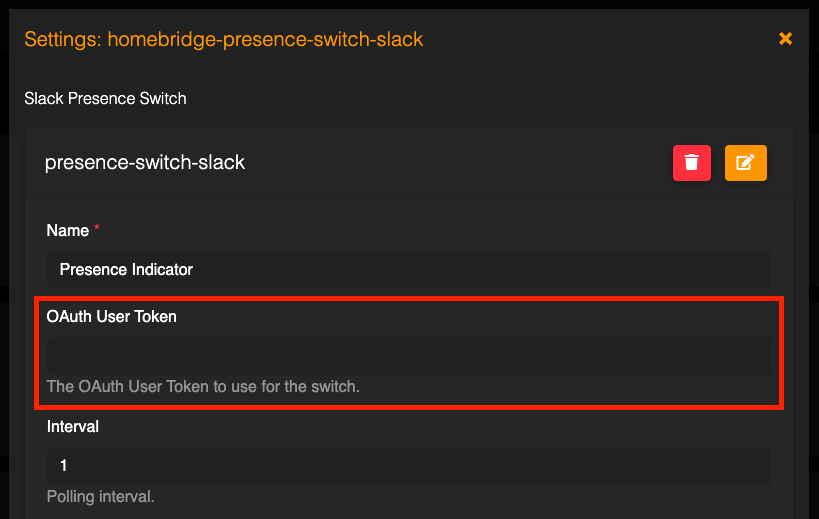 Settings: homebridge-presence-switch-slack
Slack Presence Switch
presence-switch-slack
Name *
Presence Indicator
OAuth User Token
The OAuth User Token to use for the switch.
Interval
1
Polling interval.